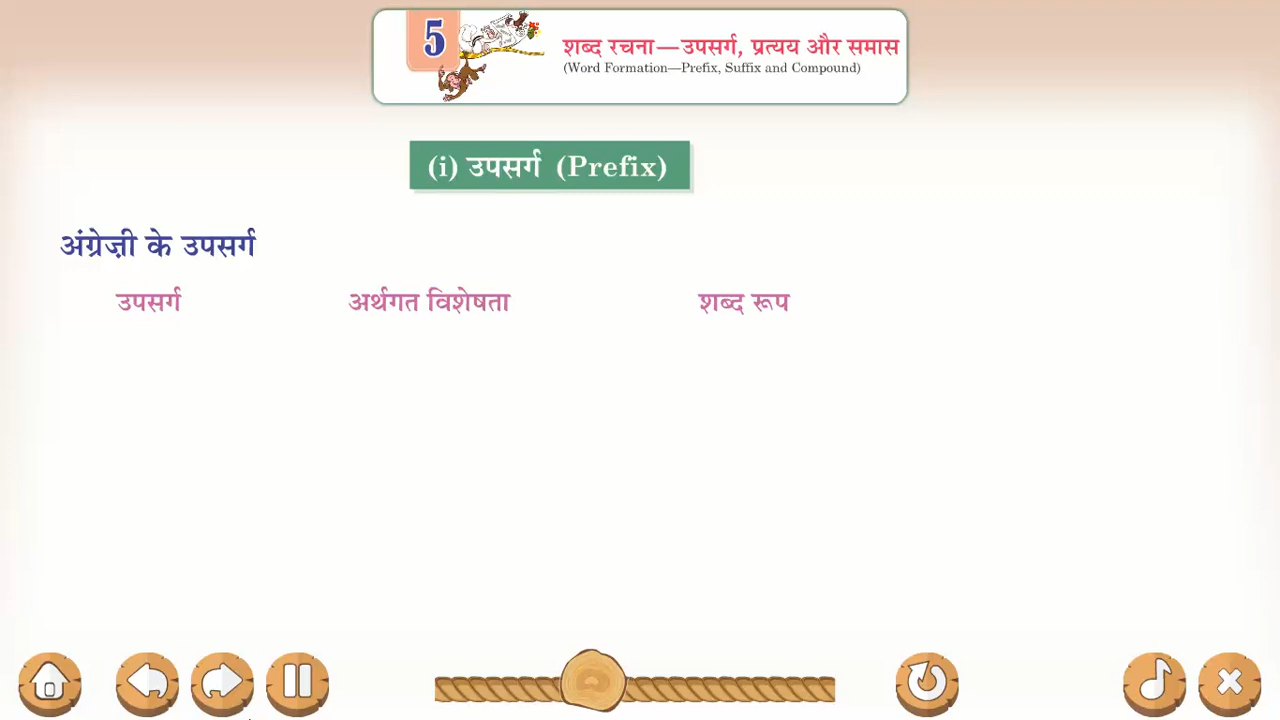 5
शब्द रचना—उपसर्ग, प्रत्यय और समास
(Word Formation—Prefix, Suffix and Compound)
(i) उपसर्ग (Prefix)
अंग्रेज़ी के उपसर्ग
उपसर्ग अर्थगत विशेषता शब्द रूप